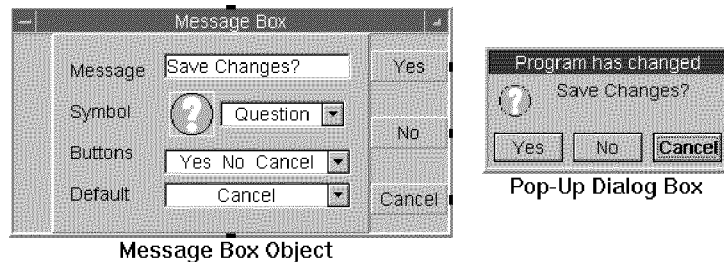 Message Box
Message Save Changes? Yes
Symbol ? Question No
Buttons Yes No Cancel
Default Cancel Cancel
Message Box Object
Program has changed
? Save Changes?
Yes No Cancel
Pop-Up Dialog Box